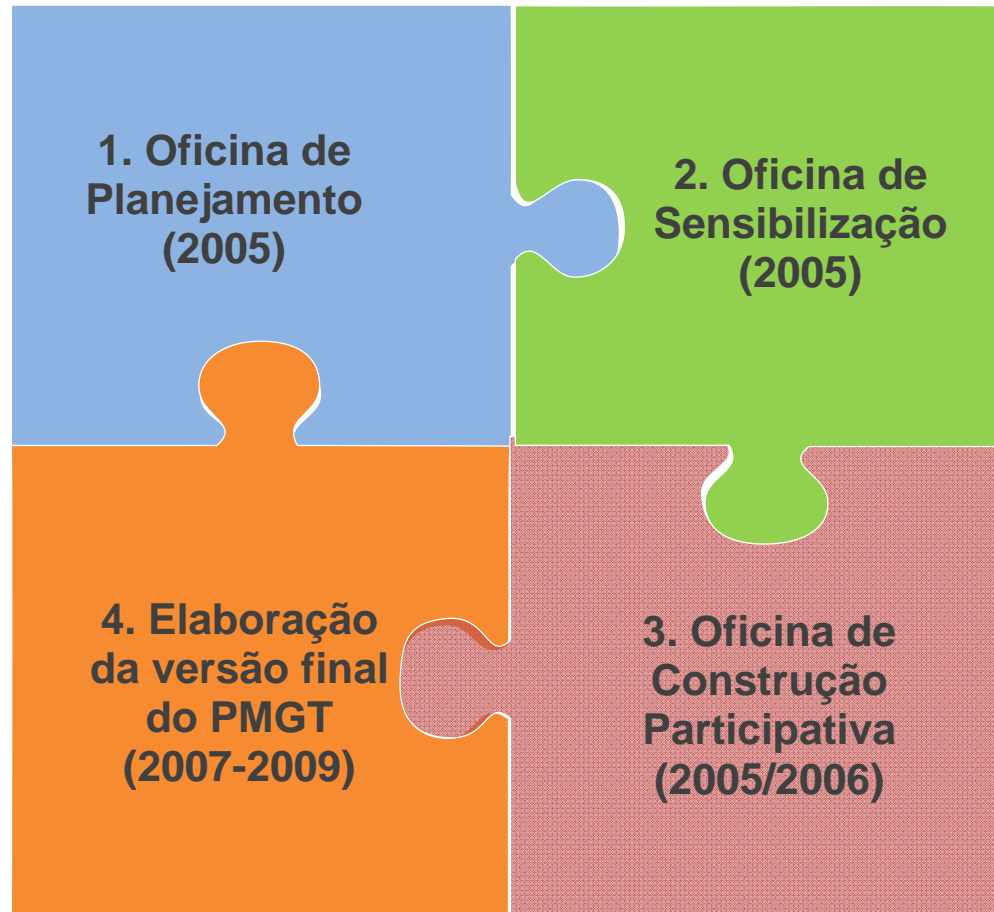 1. Oficina de
Planejamento
(2005)
2. Oficina de
Sensibilização
(2005)
3. Oficina de
Construção
Participativa
(2005/2006)
4. Elaboração
da versão final
do PMGT
(2007-2009)